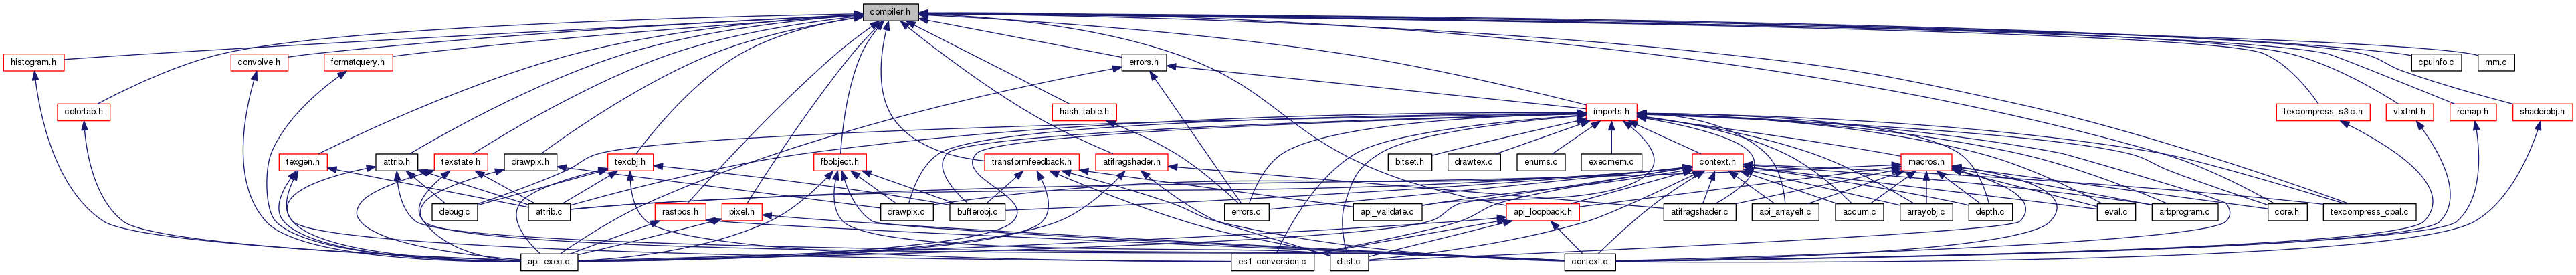 compiler.h
histogram.h
convolve.h
formatquery.h
errors.h
cpuinfo.c
mm.c
colortab.h
hash_table.h
imports.h
texcompress_s3tc.h
vtxfmt.h
remap.h
shaderobj.h
texgen.h
attrib.h
texstate.h
drawpix.h
texobj.h
fbobject.h
transformfeedback.h
atifragshader.h
bitset.h
drawtex.c
enums.c
execmem.c
context.h
macros.h
debug.c
attrib.c
rastpos.h
pixel.h
drawpix.c
bufferobj.c
errors.c
api_validate.c
api_loopback.h
atifragshader.c
api_arrayelt.c
accum.c
arrayobj.c
depth.c
eval.c
arbprogram.c
core.h
texcompress_cpal.c
api_exec.c
es1_conversion.c
dlist.c
context.c